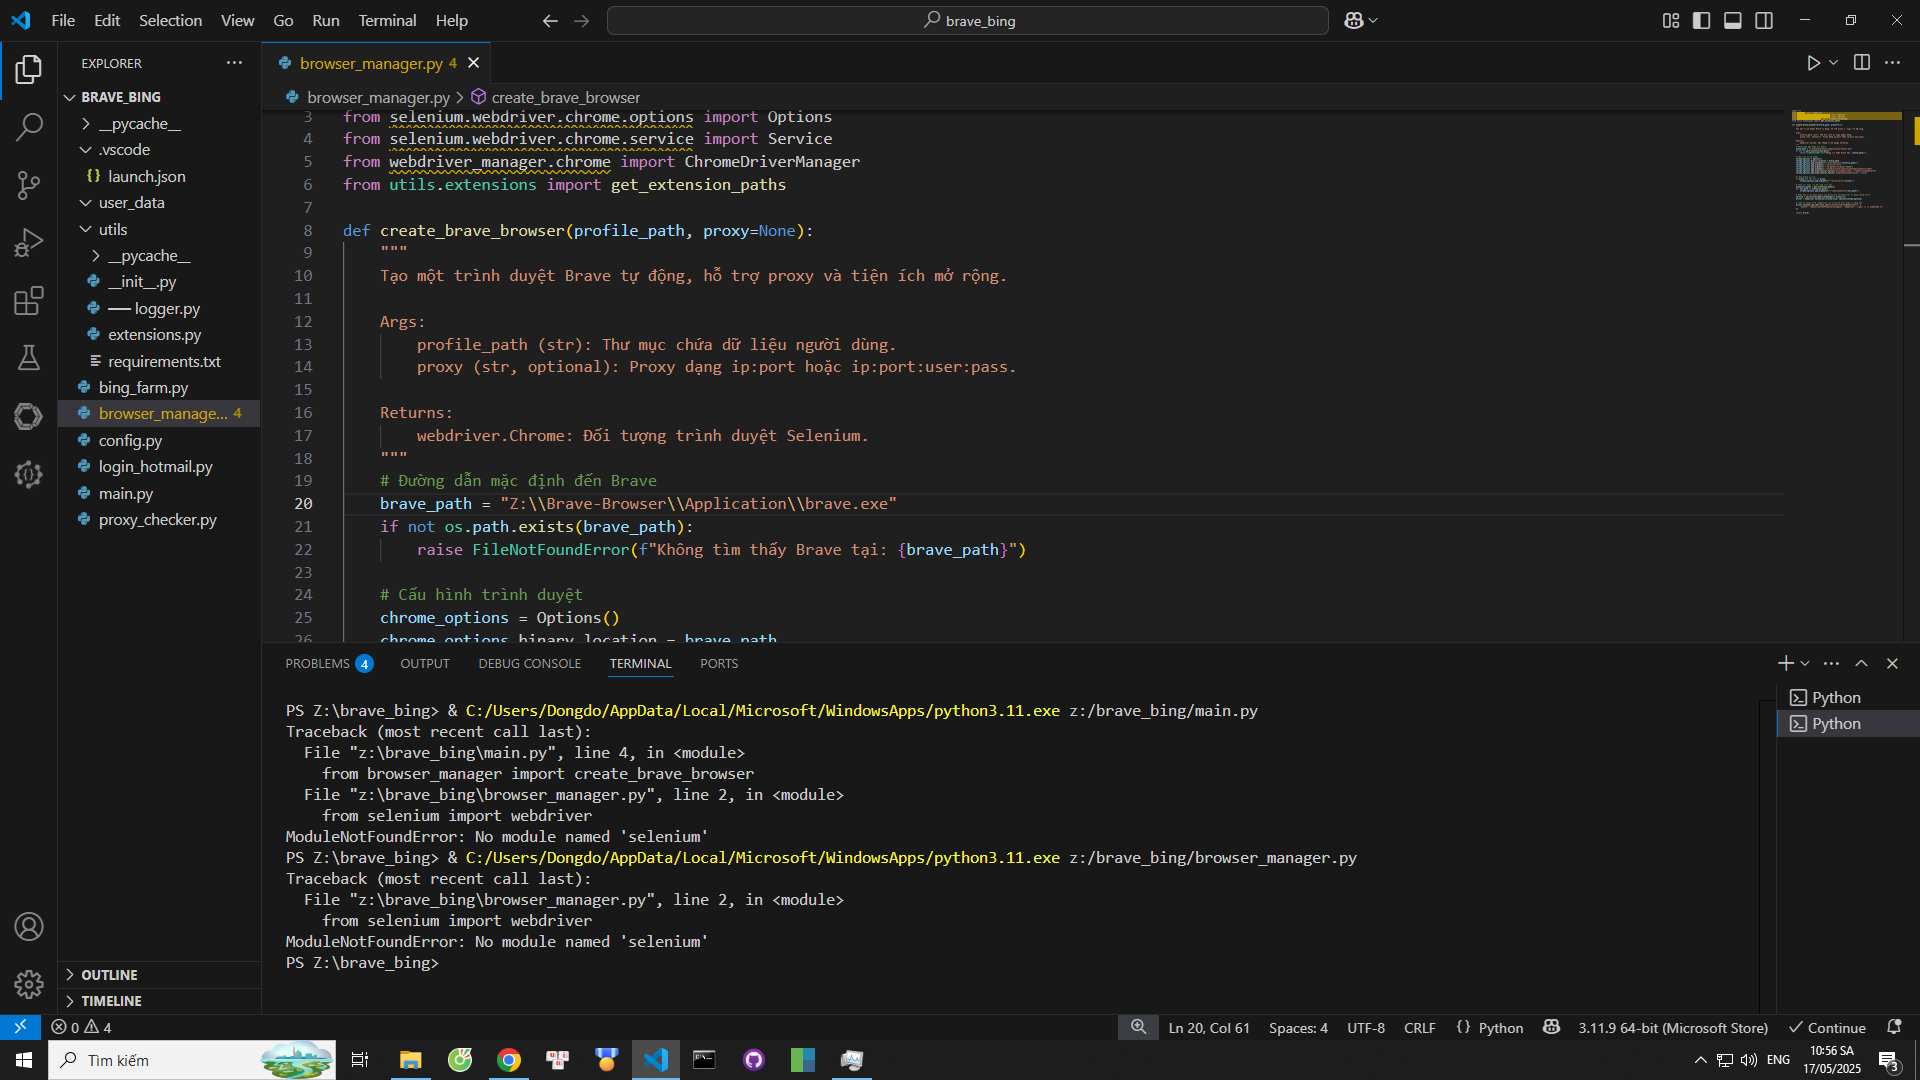 File Edit Selection View Go Run Terminal Help
brave_bing
EXPLORER
BRAVE_BING
__pycache__
.vscode
launch.json
user_data
utils
__pycache__
__init__.py
── logger.py
extensions.py
requirements.txt
bing_farm.py
browser_manage... 4
config.py
login_hotmail.py
main.py
proxy_checker.py
OUTLINE
TIMELINE
browser_manager.py 4
browser_manager.py > create_brave_browser
3 from selenium.webdriver.chrome.options import Options
4 from selenium.webdriver.chrome.service import Service
5 from webdriver_manager.chrome import ChromeDriverManager
6 from utils.extensions import get_extension_paths
7
8 def create_brave_browser(profile_path, proxy=None):
9 """
10 Tạo một trình duyệt Brave tự động, hỗ trợ proxy và tiện ích mở rộng.
11
12 Args:
13 profile_path (str): Thư mục chứa dữ liệu người dùng.
14 proxy (str, optional): Proxy dạng ip:port hoặc ip:port:user:pass.
15
16 Returns:
17 webdriver.Chrome: Đối tượng trình duyệt Selenium.
18 """
19 # Đường dẫn mặc định đến Brave
20 brave_path = "Z:\\Brave-Browser\\Application\\brave.exe"
21 if not os.path.exists(brave_path):
22 raise FileNotFoundError(f"Không tìm thấy Brave tại: {brave_path}")
23
24 # Cấu hình trình duyệt
25 chrome_options = Options()
26 chrome_options.binary_location = brave_path
PROBLEMS 4 OUTPUT DEBUG CONSOLE TERMINAL PORTS
PS Z:\brave_bing> & C:/Users/Dongdo/AppData/Local/Microsoft/WindowsApps/python3.11.exe z:/brave_bing/main.py
Traceback (most recent call last):
File "z:\brave_bing\main.py", line 4, in <module>
from browser_manager import create_brave_browser
File "z:\brave_bing\browser_manager.py", line 2, in <module>
from selenium import webdriver
ModuleNotFoundError: No module named 'selenium'
PS Z:\brave_bing> & C:/Users/Dongdo/AppData/Local/Microsoft/WindowsApps/python3.11.exe z:/brave_bing/browser_manager.py
Traceback (most recent call last):
File "z:\brave_bing\browser_manager.py", line 2, in <module>
from selenium import webdriver
ModuleNotFoundError: No module named 'selenium'
PS Z:\brave_bing>
Python
Python
0 4
Ln 20, Col 61 Spaces: 4 UTF-8 CRLF {} Python 3.11.9 64-bit (Microsoft Store) Continue
Tìm kiếm
ENG
10:56 SA
17/05/2025
3